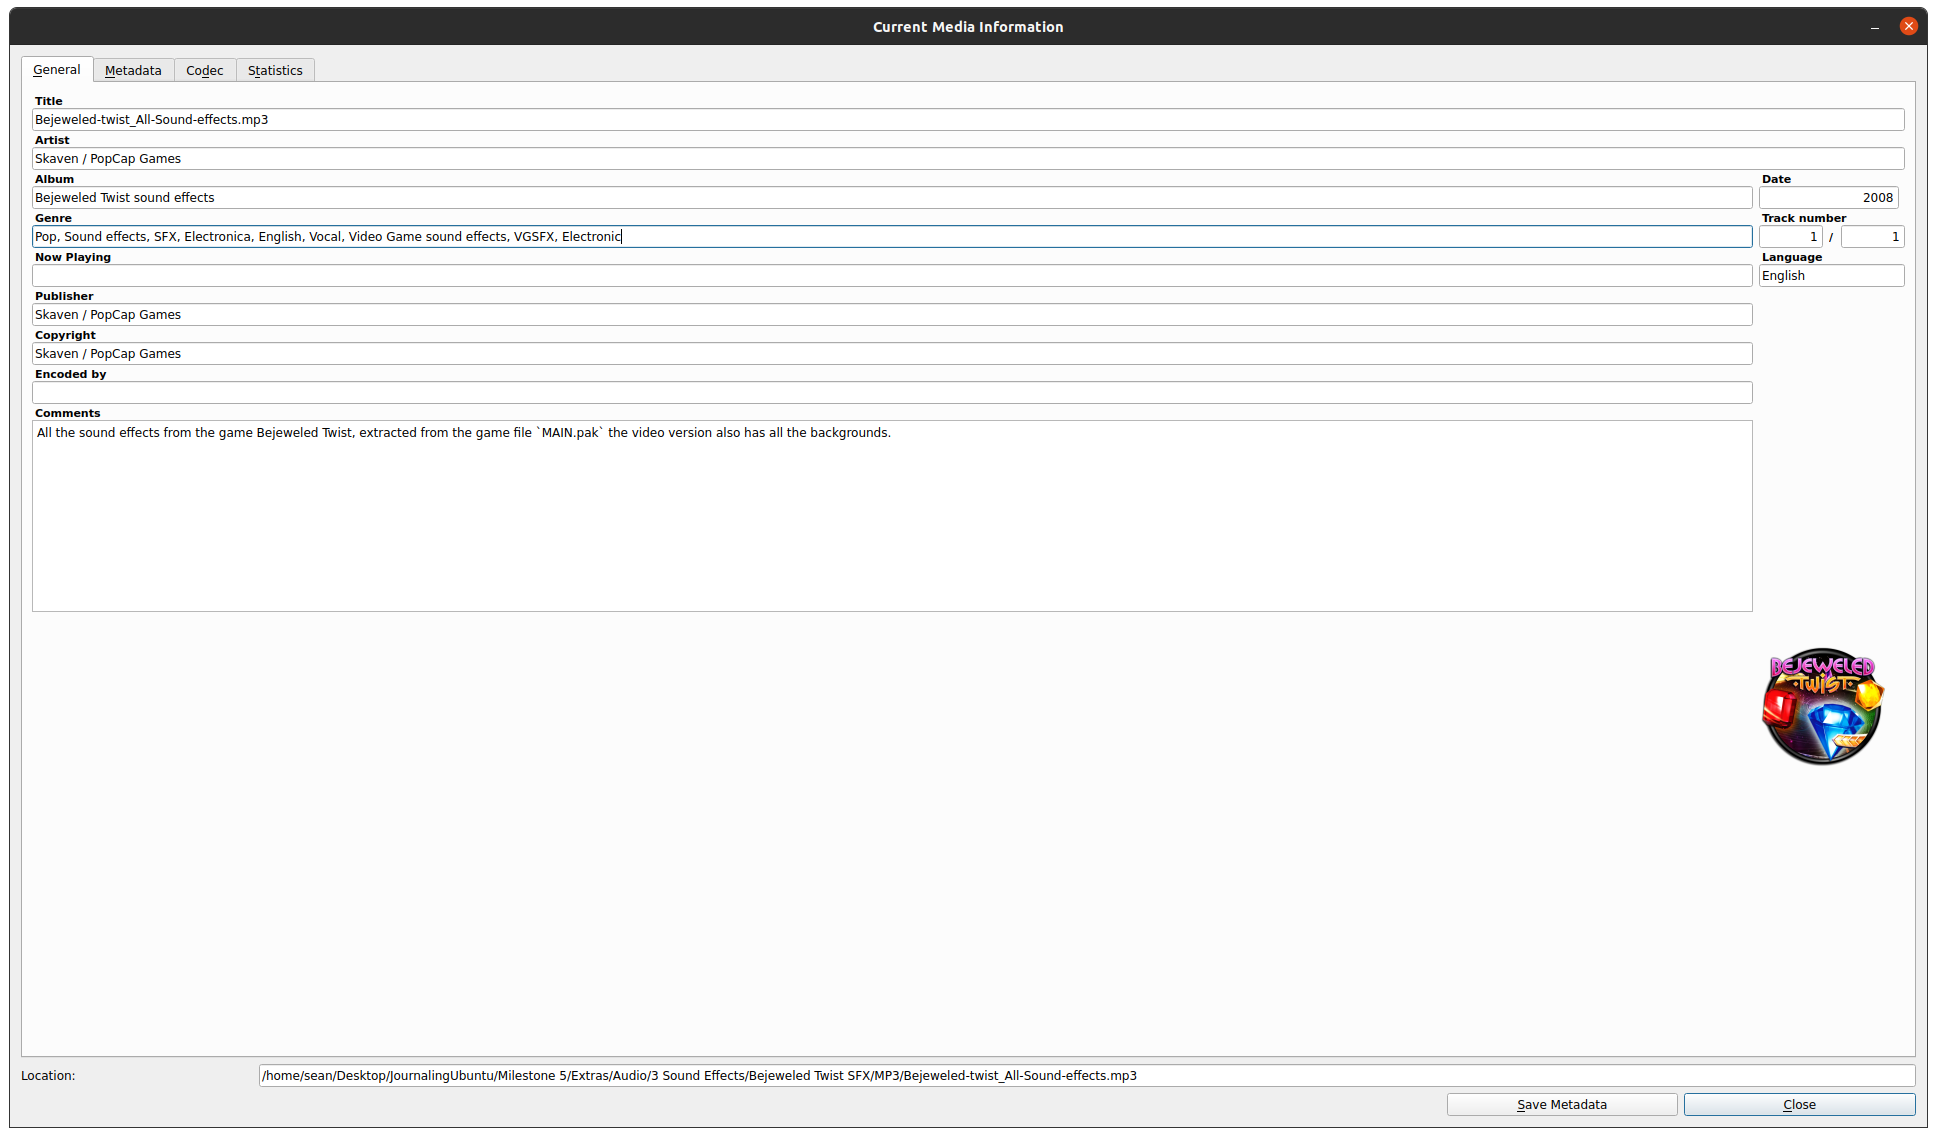 Current Media Information
General Metadata Codec Statistics
Title
Bejeweled-twist_All-Sound-effects.mp3
Artist
Skaven / PopCap Games
Album Date
Bejeweled Twist sound effects 2008
Genre Track number
Pop, Sound effects, SFX, Electronica, English, Vocal, Video Game sound effects, VGSFX, Electronic 1 / 1
Now Playing Language
English
Publisher
Skaven / PopCap Games
Copyright
Skaven / PopCap Games
Encoded by
Comments
All the sound effects from the game Bejeweled Twist, extracted from the game file `MAIN.pak` the video version also has all the backgrounds.
BEJEWELED
TWIST
Location: /home/sean/Desktop/JournalingUbuntu/Milestone 5/Extras/Audio/3 Sound Effects/Bejeweled Twist SFX/MP3/Bejeweled-twist_All-Sound-effects.mp3
Save Metadata Close